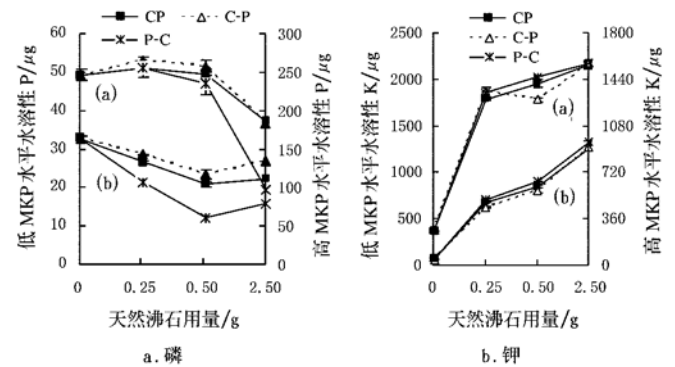 CP
C-P
P-C
低 MKP 水平水溶性 P/μg
60
50
40
30
20
10
0
(a)
(b)
300
250
200
150
100
50
0
高 MKP 水平水溶性 P/μg
0 0.25 0.50 2.50
天然沸石用量/g
a.磷
CP
C-P
P-C
低 MKP 水平水溶性 K/μg
2500
2000
1500
1000
500
0
(a)
(b)
1800
1440
1080
720
360
0
高 MKP 水平水溶性 K/μg
0 0.25 0.50 2.50
天然沸石用量/g
b.钾